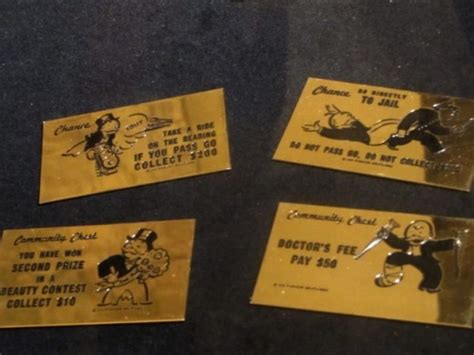 Chance
TOUT
TAKE A RIDE
ON THE READING
IF YOU PASS GO
COLLECT $200
Chance
GO DIRECTLY
TO JAIL
DO NOT PASS GO, DO NOT COLLECT
Community Chest
YOU HAVE WON
SECOND PRIZE
IN A
BEAUTY CONTEST
COLLECT $10
Community Chest
DOCTOR'S FEE
PAY $50